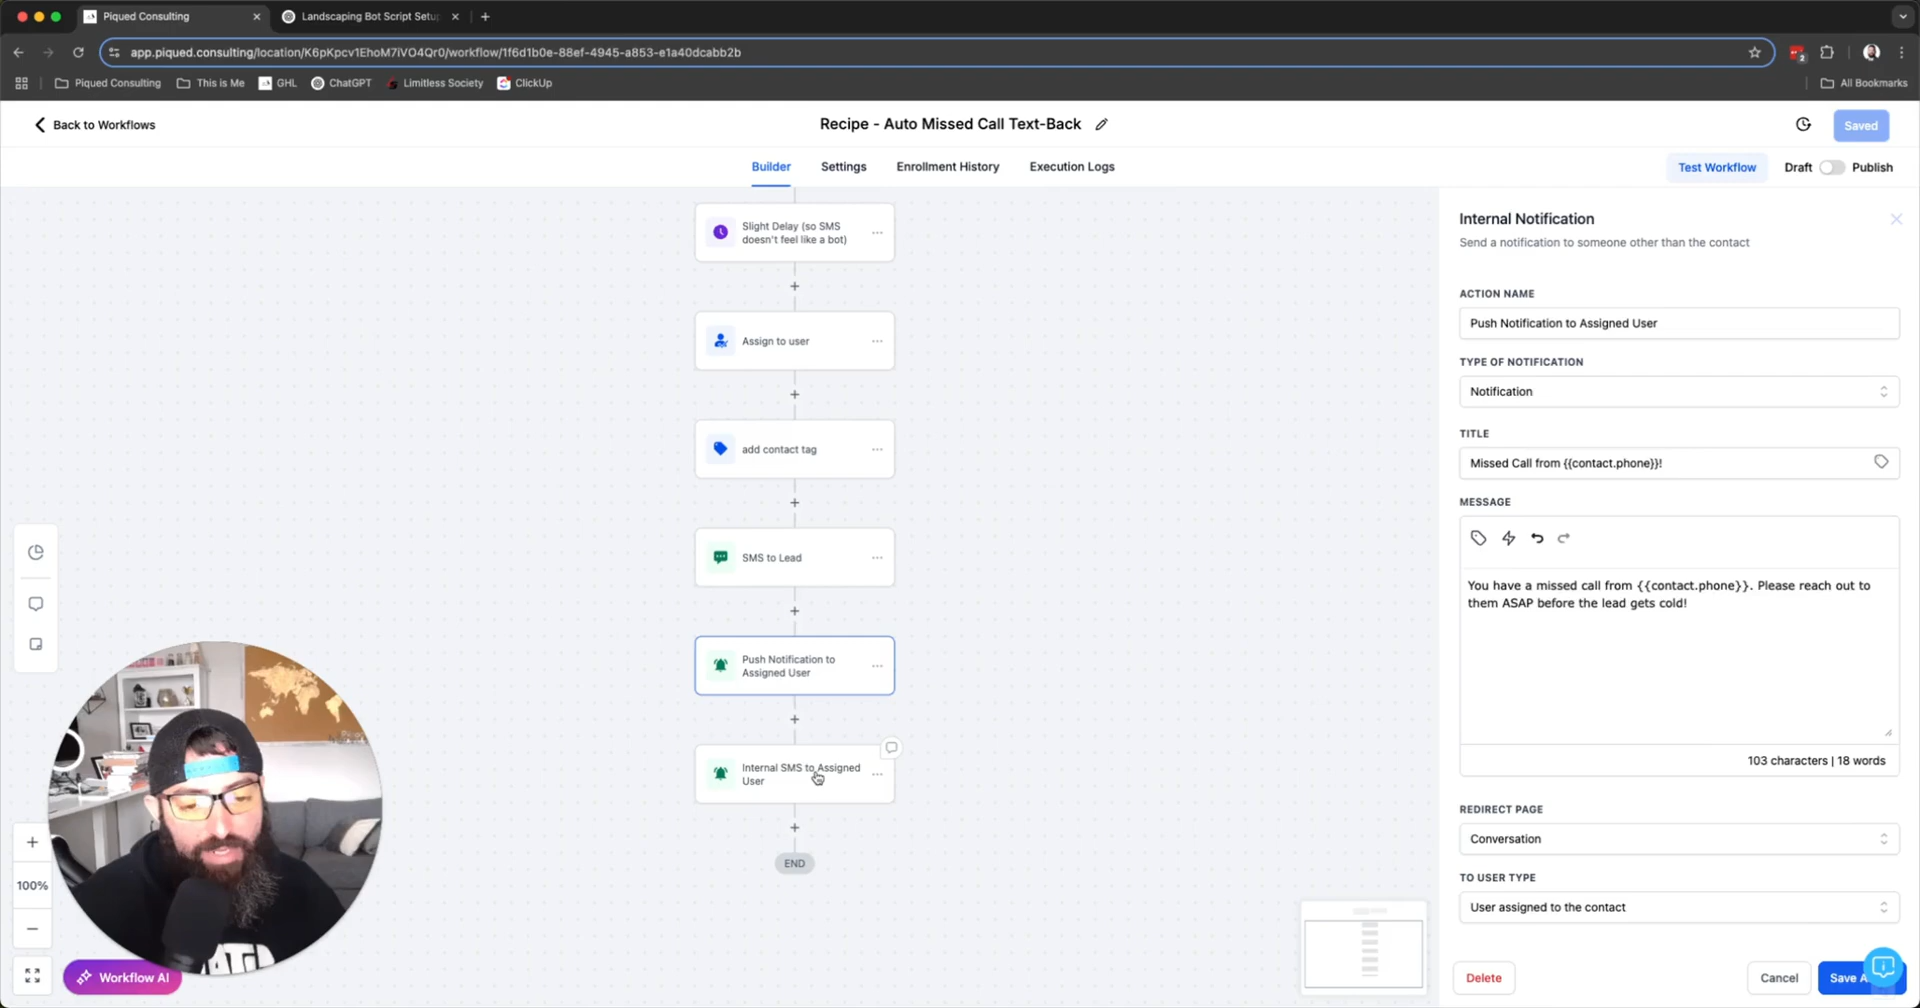 Piqued Consulting
Landscaping Bot Script Setu
app.piqued.consulting/location/K6pKpcv1EhoM7iVO4Qr0/workflow/1f6d1b0e-88ef-4945-a853-e1a40dcabb2b
2
Piqued Consulting
This is Me
GHL
ChatGPT
Limitless Society
ClickUp
All Bookmarks
Back to Workflows
Recipe - Auto Missed Call Text-Back
Saved
Builder
Settings
Enrollment History
Execution Logs
Test Workflow
Draft
Publish
Slight Delay (so SMS
doesn't feel like a bot)
Assign to user
add contact tag
SMS to Lead
Push Notification to
Assigned User
Internal SMS to Assigned
User
END
100%
Workflow AI
Internal Notification
Send a notification to someone other than the contact
ACTION NAME
Push Notification to Assigned User
TYPE OF NOTIFICATION
Notification
TITLE
Missed Call from {{contact.phone}}!
MESSAGE
You have a missed call from {{contact.phone}}. Please reach out to
them ASAP before the lead gets cold!
103 characters | 18 words
REDIRECT PAGE
Conversation
TO USER TYPE
User assigned to the contact
Delete
Cancel
Save A